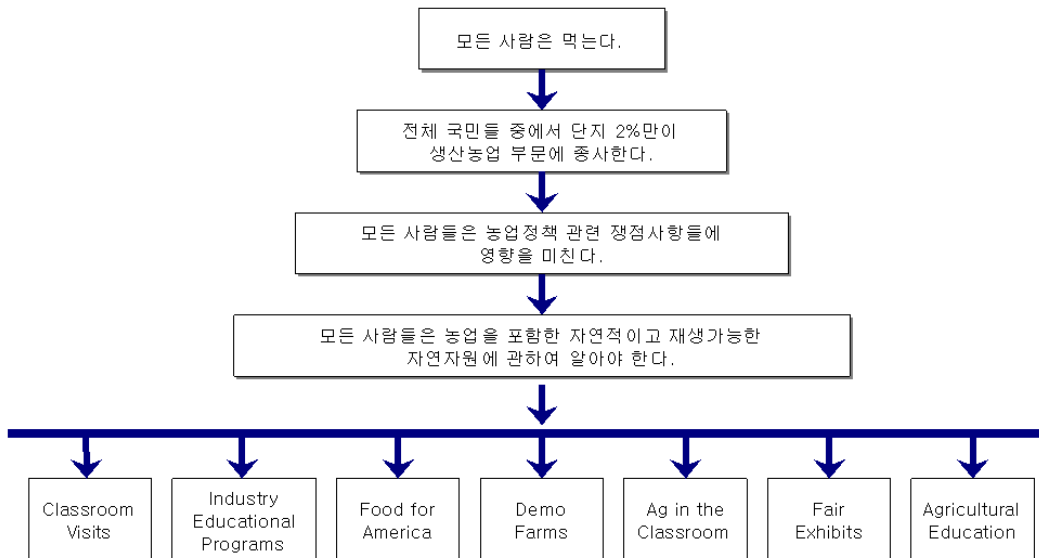 모든 사람은 먹는다.
전체 국민들 중에서 단지 2%만이
생산농업 부문에 종사한다.
모든 사람들은 농업정책 관련 쟁점사항들에
영향을 미친다.
모든 사람들은 농업을 포함한 자연적이고 재생가능한
자연자원에 관하여 알아야 한다.
Classroom
Visits
Industry
Educational
Programs
Food for
America
Demo
Farms
Ag in the
Classroom
Fair
Exhibits
Agricultural
Education